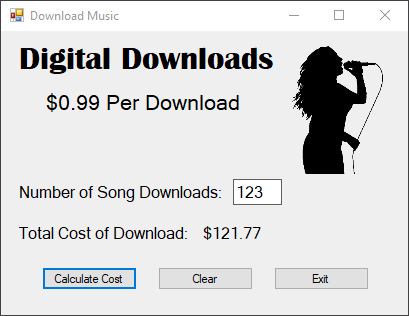 Download Music
Digital Downloads
$0.99 Per Download
Number of Song Downloads: 123
Total Cost of Download: $121.77
Calculate Cost Clear Exit